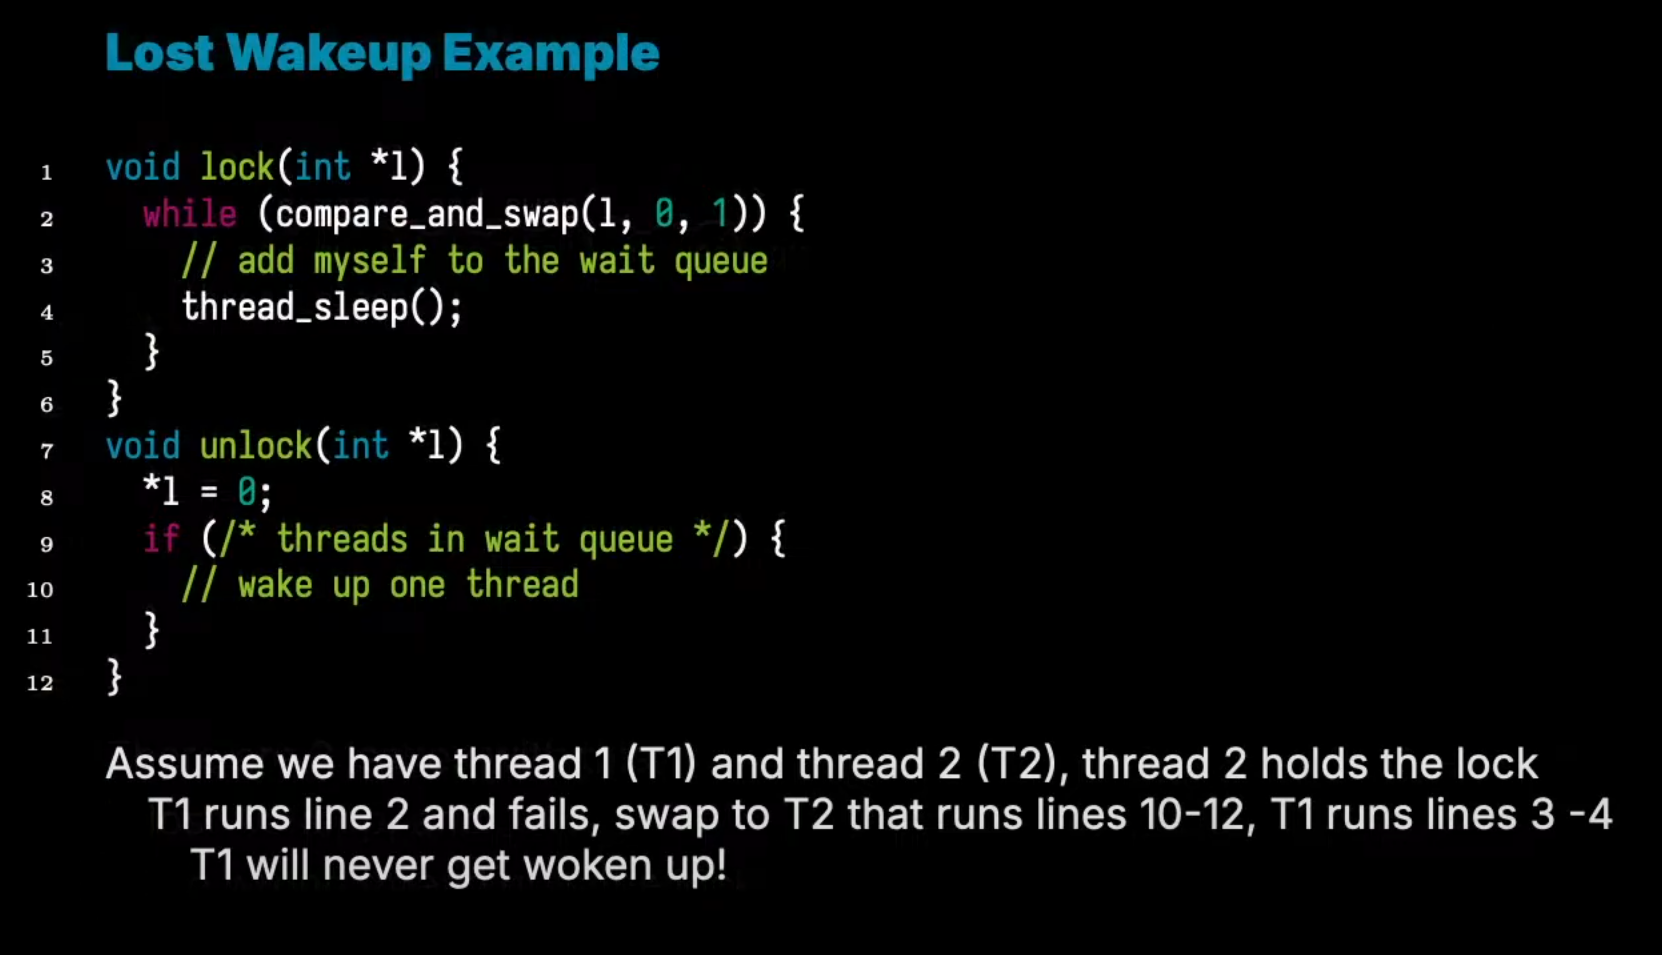 Lost Wakeup Example
1 void lock(int *l) {
2 while (compare_and_swap(l, 0, 1)) {
3 // add myself to the wait queue
4 thread_sleep();
5 }
6 }
7 void unlock(int *l) {
8 *l = 0;
9 if (/* threads in wait queue */) {
10 // wake up one thread
11 }
12 }
Assume we have thread 1 (T1) and thread 2 (T2), thread 2 holds the lock
T1 runs line 2 and fails, swap to T2 that runs lines 10-12, T1 runs lines 3 -4
T1 will never get woken up!